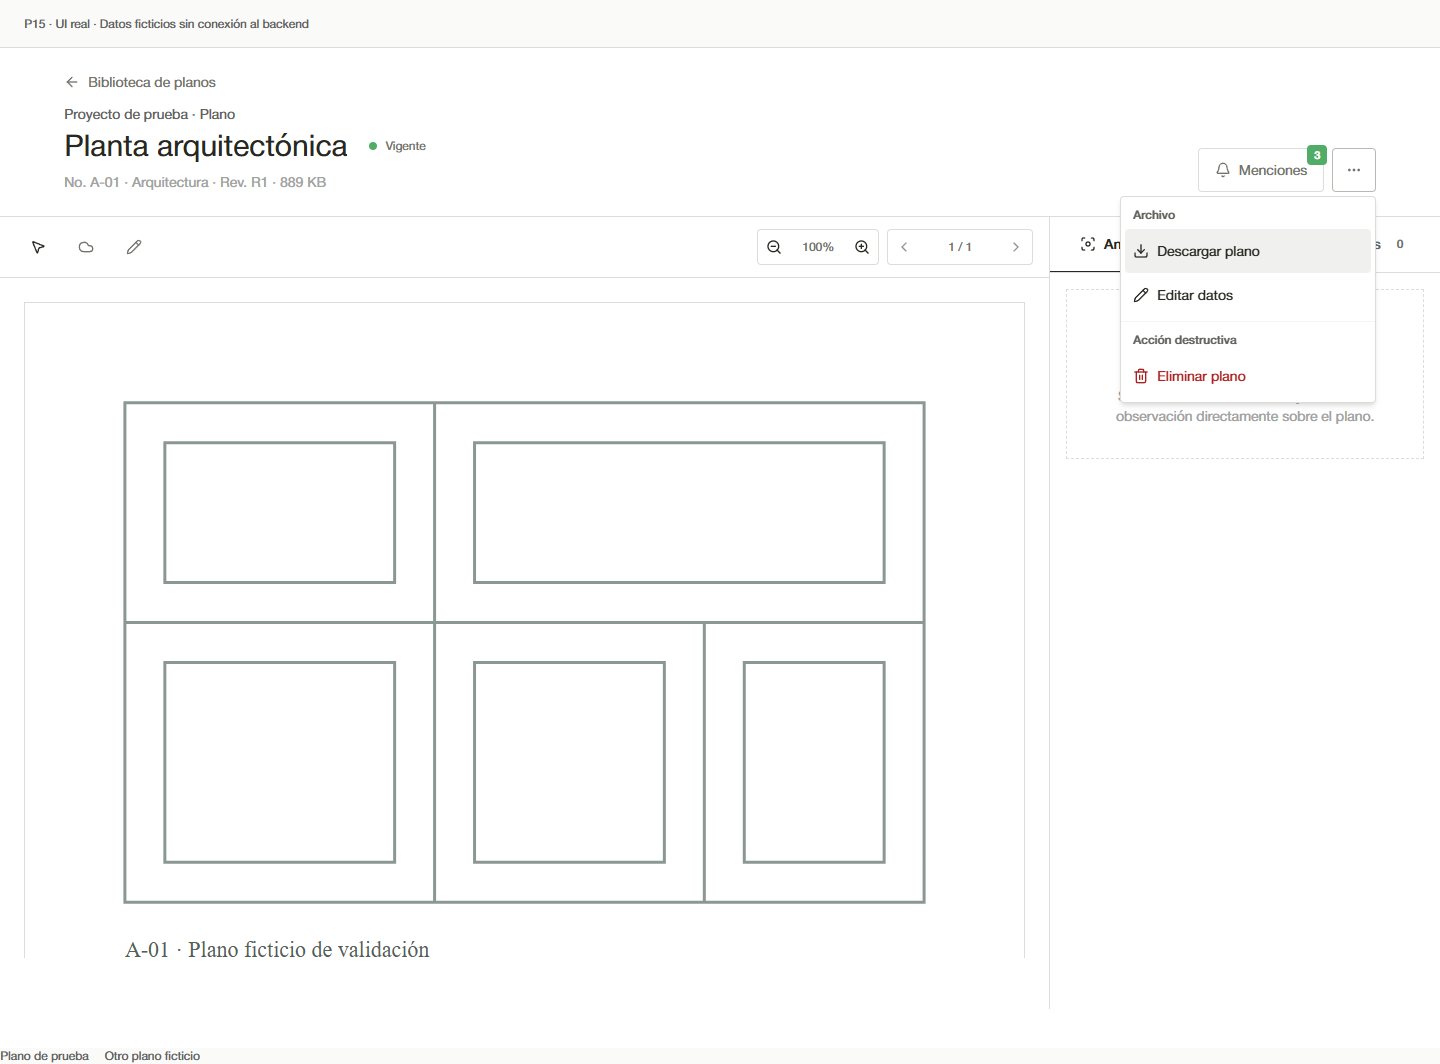 P15 · UI real · Datos ficticios sin conexión al backend
Biblioteca de planos
Proyecto de prueba · Plano
Planta arquitectónica
Vigente
No. A-01 · Arquitectura · Rev. R1 · 889 KB
Menciones
3
100%
1 / 1
0
Archivo
Descargar plano
Editar datos
Acción destructiva
Eliminar plano
observación directamente sobre el plano.
A-01 · Plano ficticio de validación
Plano de prueba
Otro plano ficticio